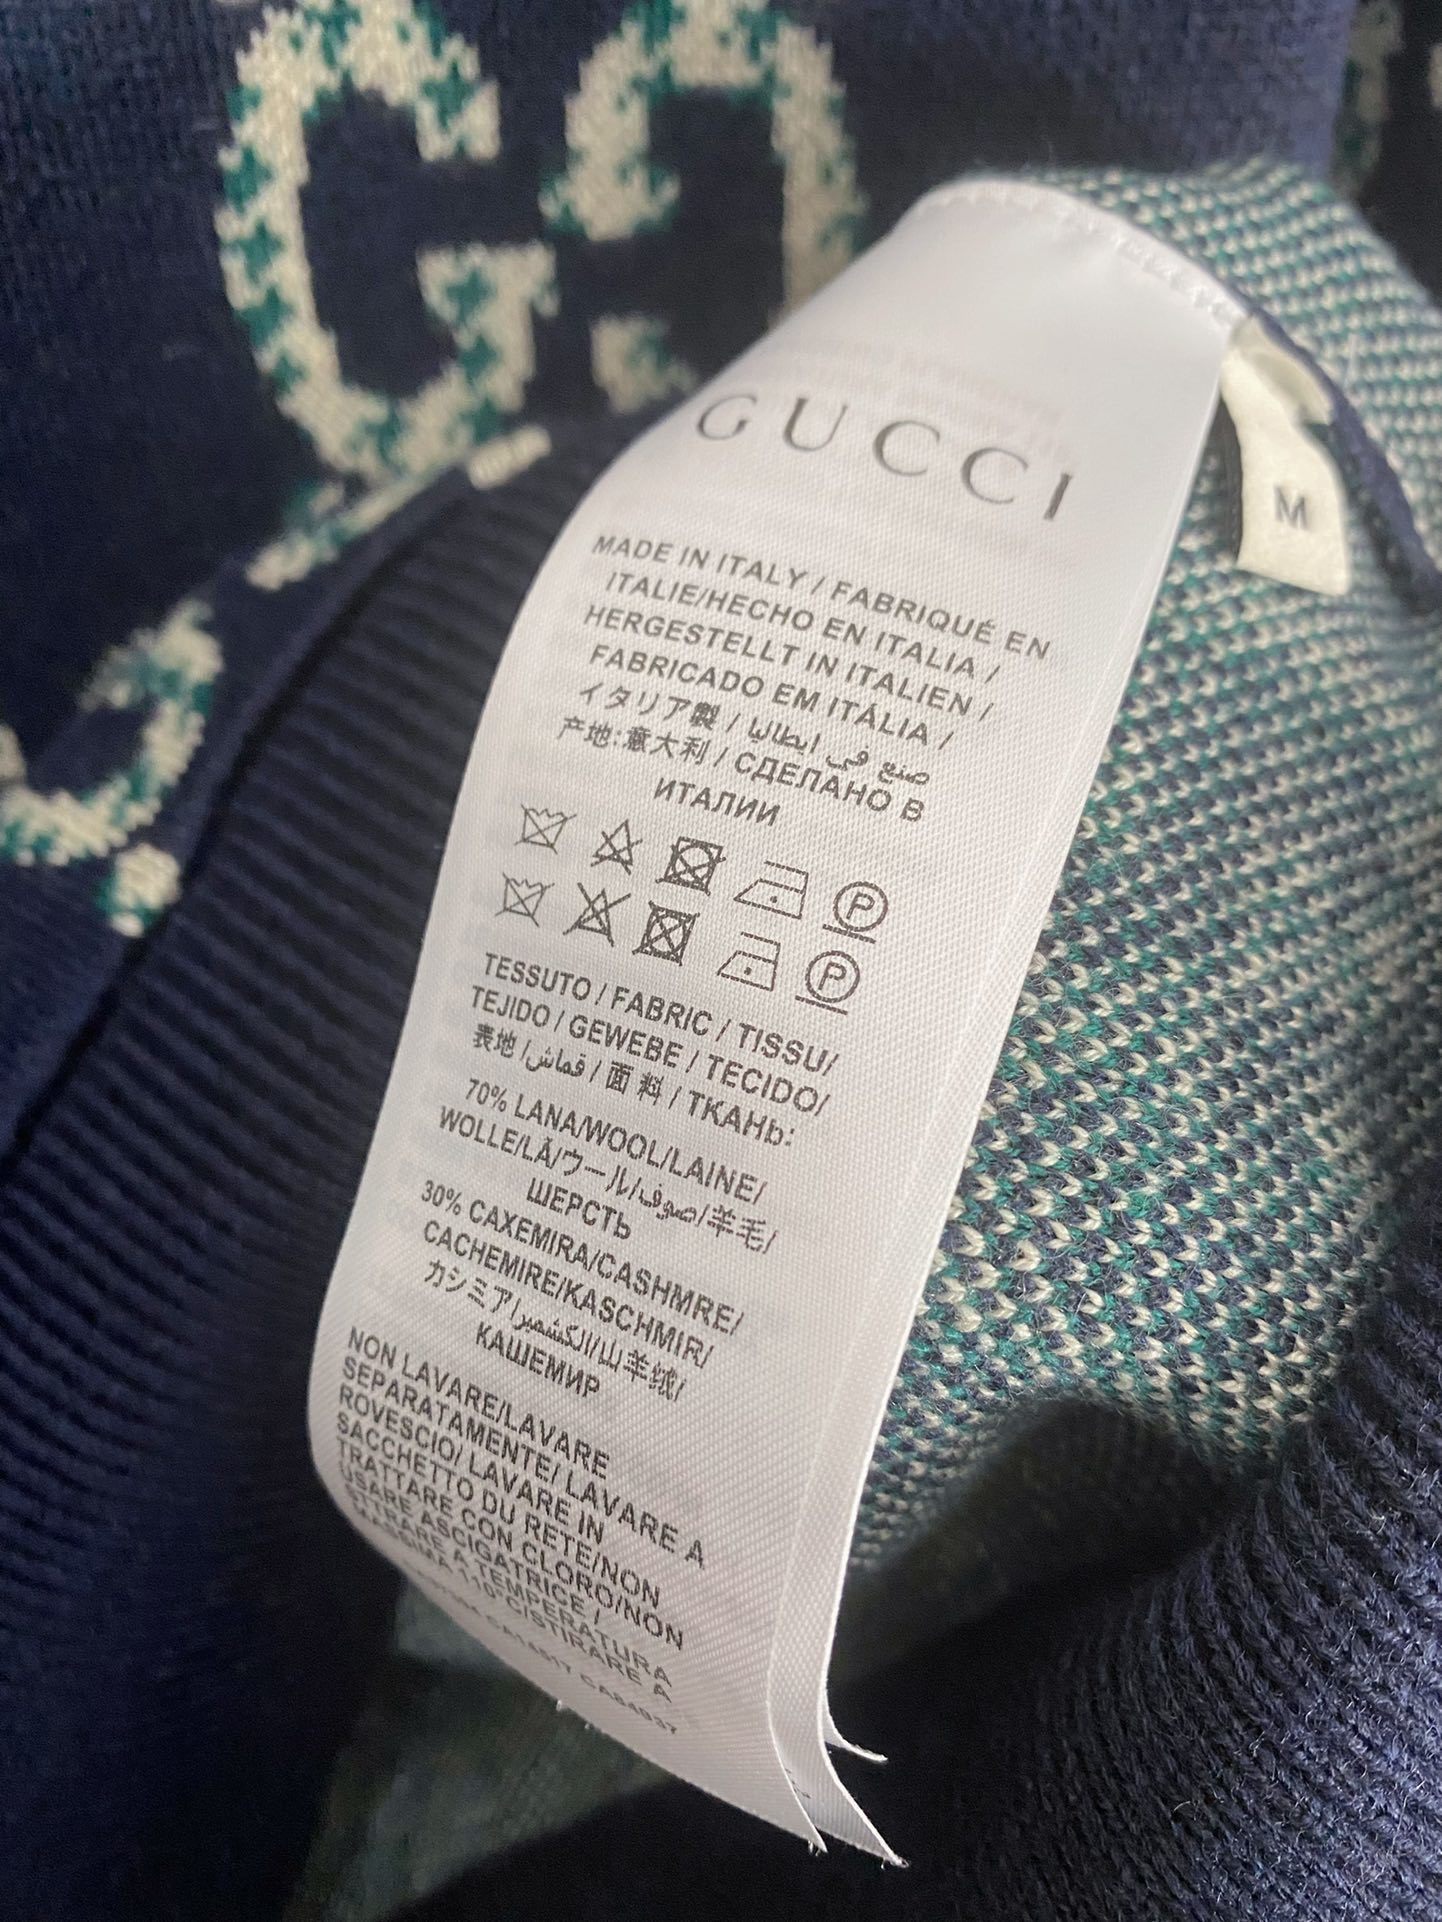 GUCCI
M
MADE IN ITALY / FABRIQUÉ EN
ITALIE/HECHO EN ITALIA /
HERGESTELLT IN ITALIEN /
FABRICADO EM ITÁLIA /
イタリア製 / صنع في ايطاليا
产地:意大利 / СДЕЛАНО В
ИТАЛИИ
P
P
TESSUTO / FABRIC / TISSU/
TEJIDO / GEWEBE / TECIDO/
表地 /قماش / 面 料 / ТКАНЬ:
70% LANA/WOOL/LAINE/
WOLLE/LÃ/ウール/صوف/羊毛/
ШЕРСТЬ
30% CAXEMIRA/CASHMRE/
CACHEMIRE/KASCHMIR/
カシミア/الكشمير/山羊绒/
КАШЕМИР
NON LAVARE/LAVARE
SEPARATAMENTE/ LAVARE A
ROVESCIO/ LAVARE IN
SACCHETTO DU RETE/NON
TRATTARE CON CLORO/NON
USARE ASCIGATRICE /
STIRARE A TEMPERATURA
MASSIMA 110°C/STIRARE A
CA84937